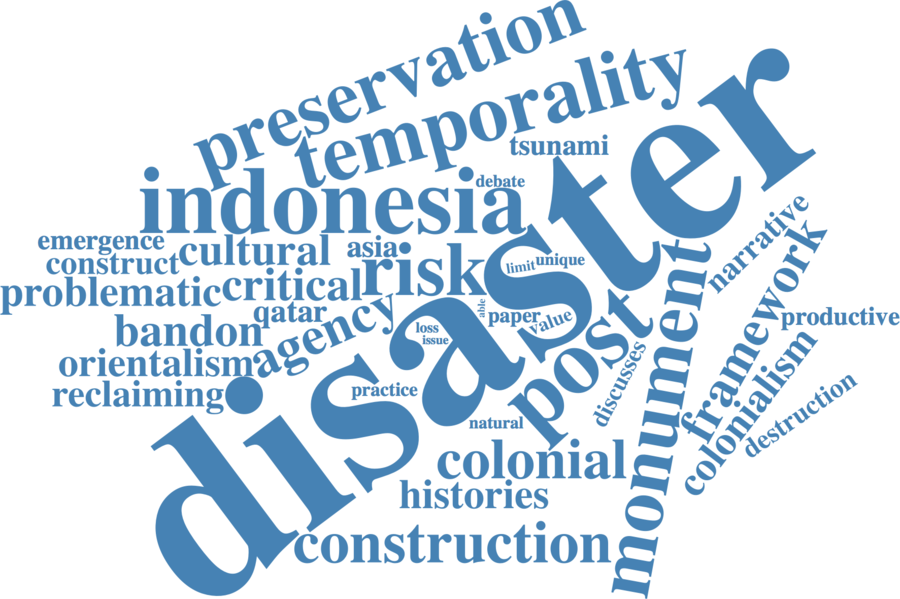 preservation
temporality
tsunami
disaster
indonesia
debate
emergence
cultural
asia
construct
risk
limit
unique
narrative
problematic
critical
framework
qatar
agency
able
paper
value
productive
bandon
loss
issue
post
monument
orientalism
discusses
colonialism
reclaiming
practice
destruction
natural
colonial
histories
construction